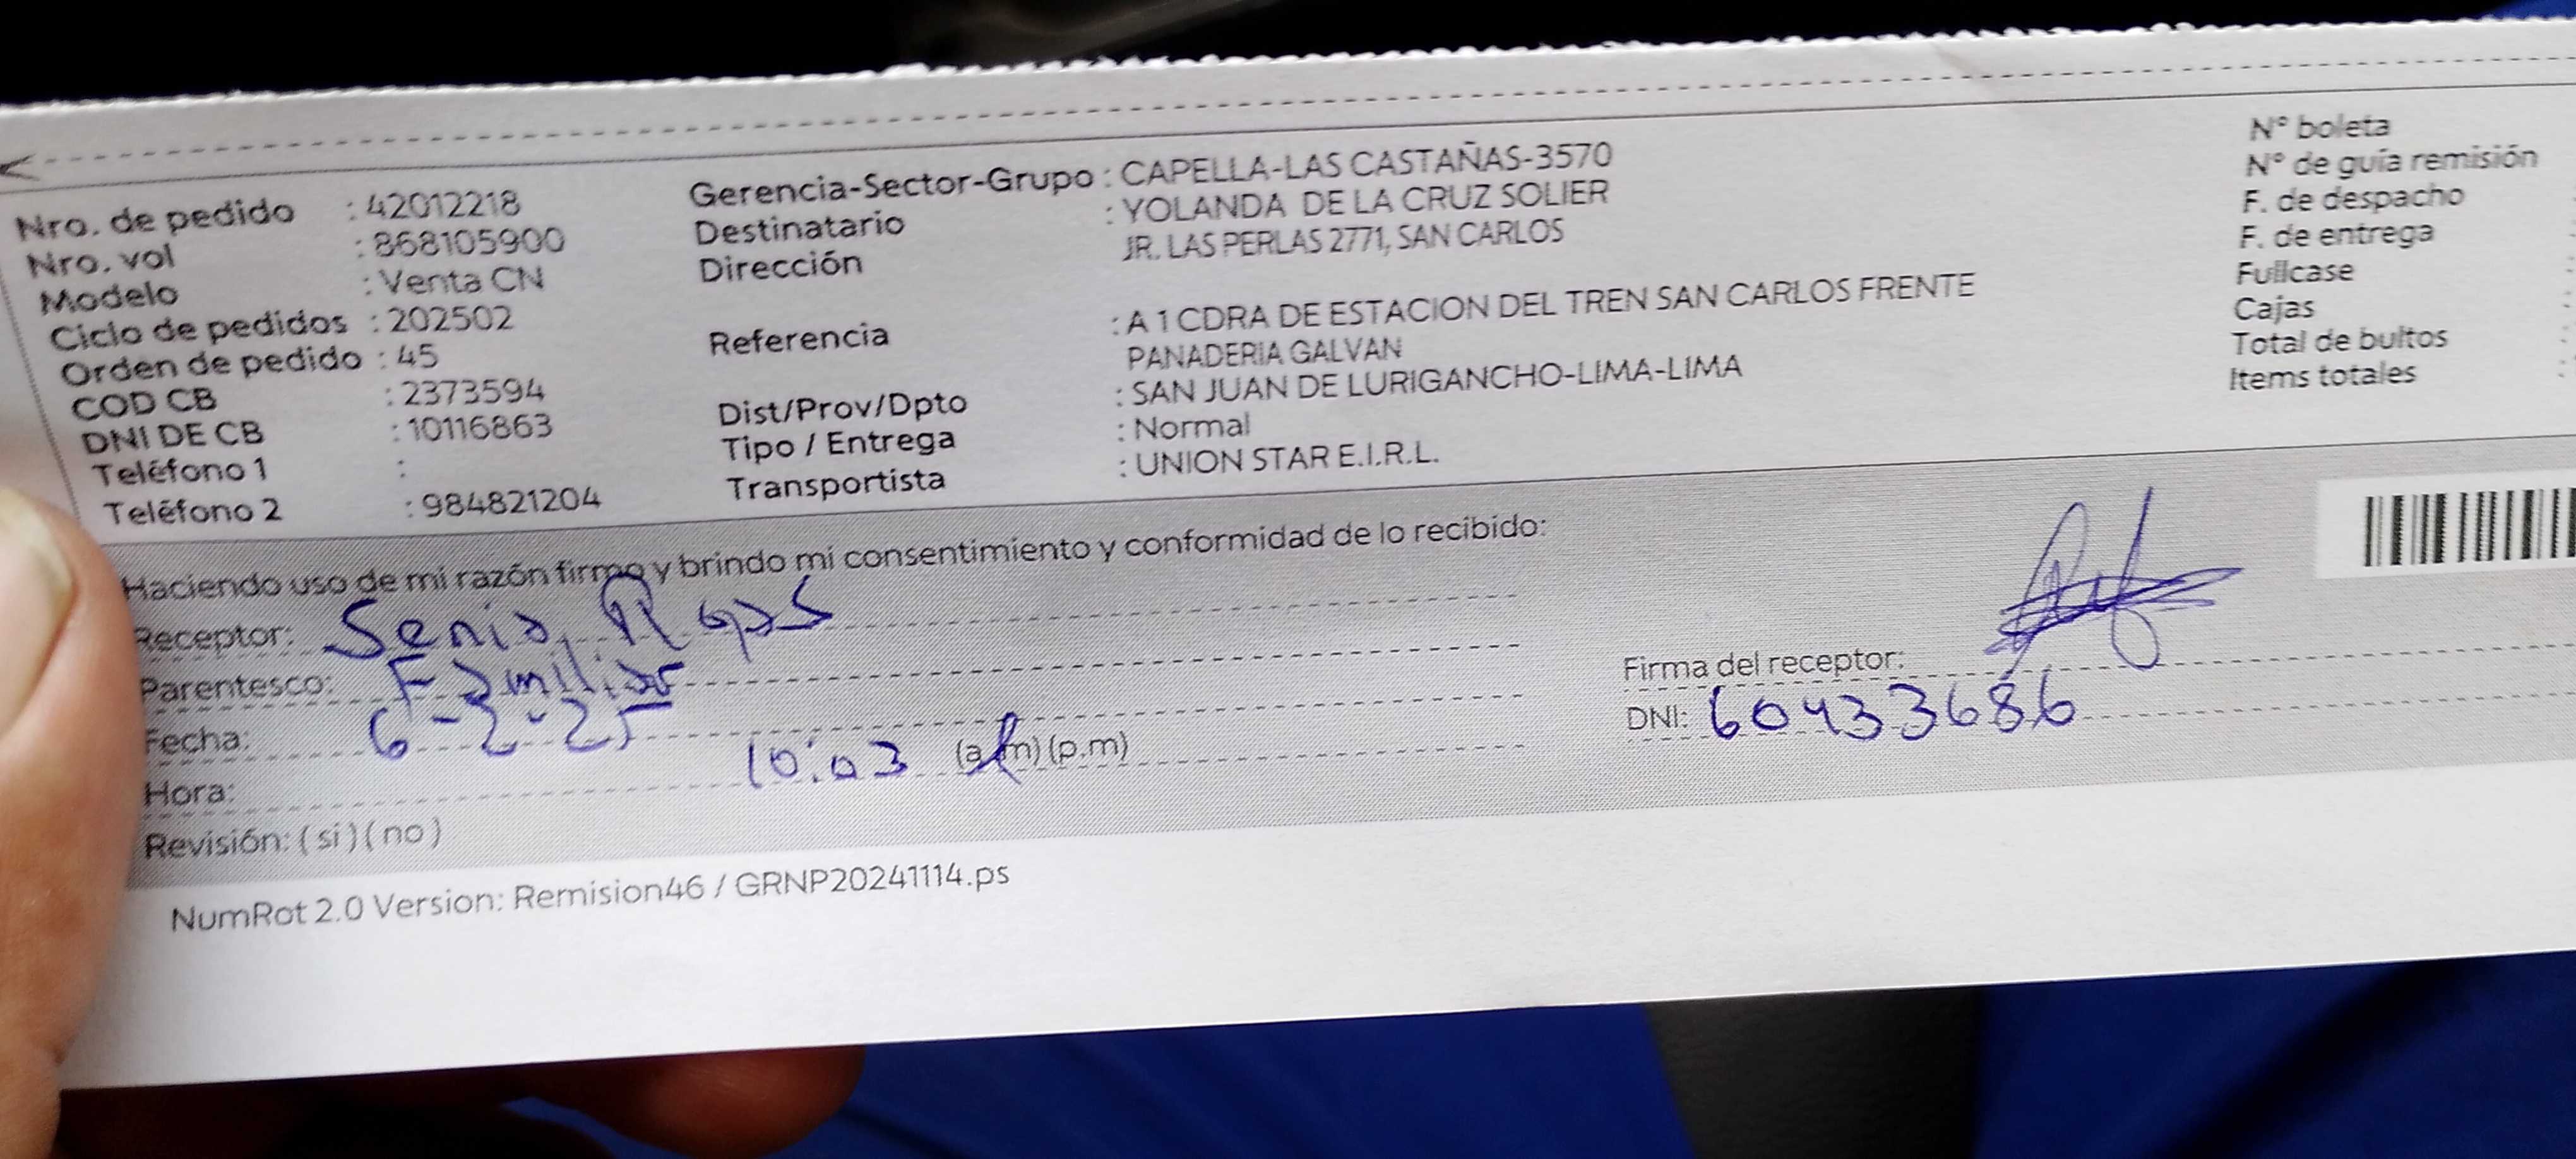 Nro. de pedido : 42012218
Nro. vol : 868105900
Modelo : Venta CN
Ciclo de pedidos : 202502
Orden de pedido : 45
COD CB : 2373594
DNI DE CB : 10116863
Teléfono 1 :
Teléfono 2 : 984821204
Gerencia-Sector-Grupo : CAPELLA-LAS CASTAÑAS-3570
Destinatario : YOLANDA DE LA CRUZ SOLIER
Dirección JR. LAS PERLAS 2771, SAN CARLOS
Referencia : A 1 CDRA DE ESTACION DEL TREN SAN CARLOS FRENTE
PANADERIA GALVAN
Dist/Prov/Dpto : SAN JUAN DE LURIGANCHO-LIMA-LIMA
Tipo / Entrega : Normal
Transportista : UNION STAR E.I.R.L.
N° boleta
N° de guía remisión
F. de despacho
F. de entrega
Fullcase
Cajas
Total de bultos
Items totales
Haciendo uso de mi razón firmo y brindo mi consentimiento y conformidad de lo recibido:
Receptor: Senia
Parentesco: Familiar
Fecha: 6-2-25
Hora: 10:03 (a.m) (p.m)
Revisión: ( si ) ( no )
Firma del receptor:
DNI: 60433686
NumRot 2.0 Version: Remision46 / GRNP20241114.ps